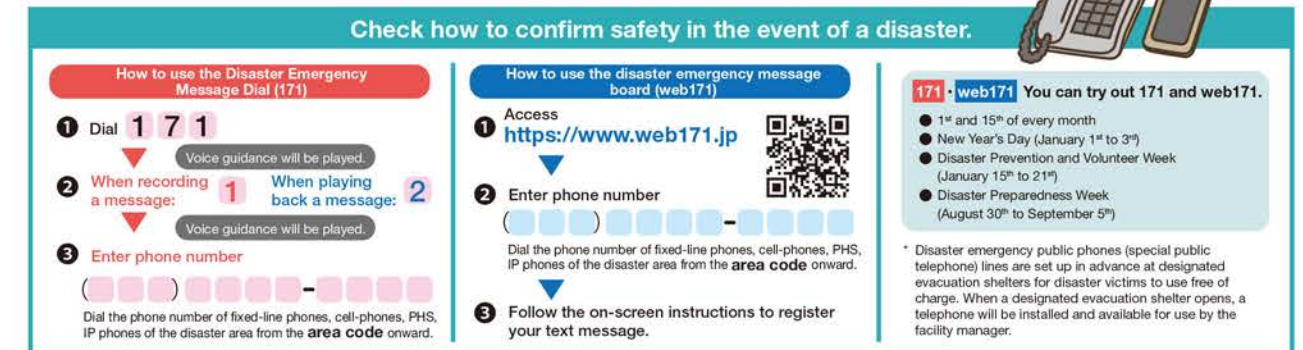 Check how to confirm safety in the event of a disaster.
How to use the Disaster Emergency
Message Dial (171)
❶ Dial 1 7 1
Voice guidance will be played.
❷ When recording
a message: 1
When playing
back a message: 2
Voice guidance will be played.
❸ Enter phone number
( ) -
Dial the phone number of fixed-line phones, cell-phones, PHS,
IP phones of the disaster area from the area code onward.
How to use the disaster emergency message
board (web171)
❶ Access
https://www.web171.jp
❷ Enter phone number
( ) -
Dial the phone number of fixed-line phones, cell-phones, PHS,
IP phones of the disaster area from the area code onward.
❸ Follow the on-screen instructions to register
your text message.
171・web171 You can try out 171 and web171.
● 1st and 15th of every month
● New Year's Day (January 1st to 3rd)
● Disaster Prevention and Volunteer Week
(January 15th to 21st)
● Disaster Preparedness Week
(August 30th to September 5th)
* Disaster emergency public phones (special public
telephone) lines are set up in advance at designated
evacuation shelters for disaster victims to use free of
charge. When a designated evacuation shelter opens, a
telephone will be installed and available for use by the
facility manager.